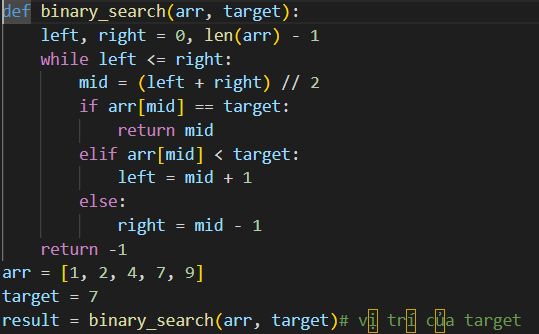 def binary_search(arr, target):
    left, right = 0, len(arr) - 1
    while left <= right:
        mid = (left + right) // 2
        if arr[mid] == target:
            return mid
        elif arr[mid] < target:
            left = mid + 1
        else:
            right = mid - 1
    return -1
arr = [1, 2, 4, 7, 9]
target = 7
result = binary_search(arr, target)# vị trí của target